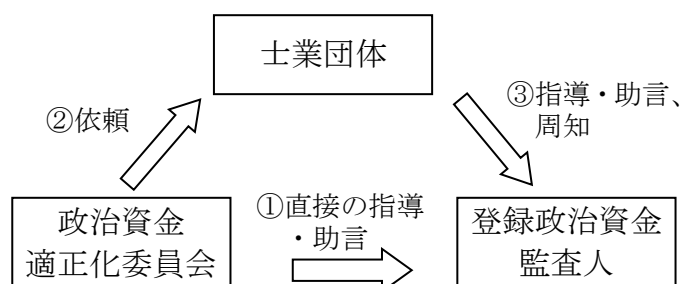 士業団体
②依頼
③指導・助言、
周知
①直接の指導
・助言
政治資金
適正化委員会
登録政治資金
監査人